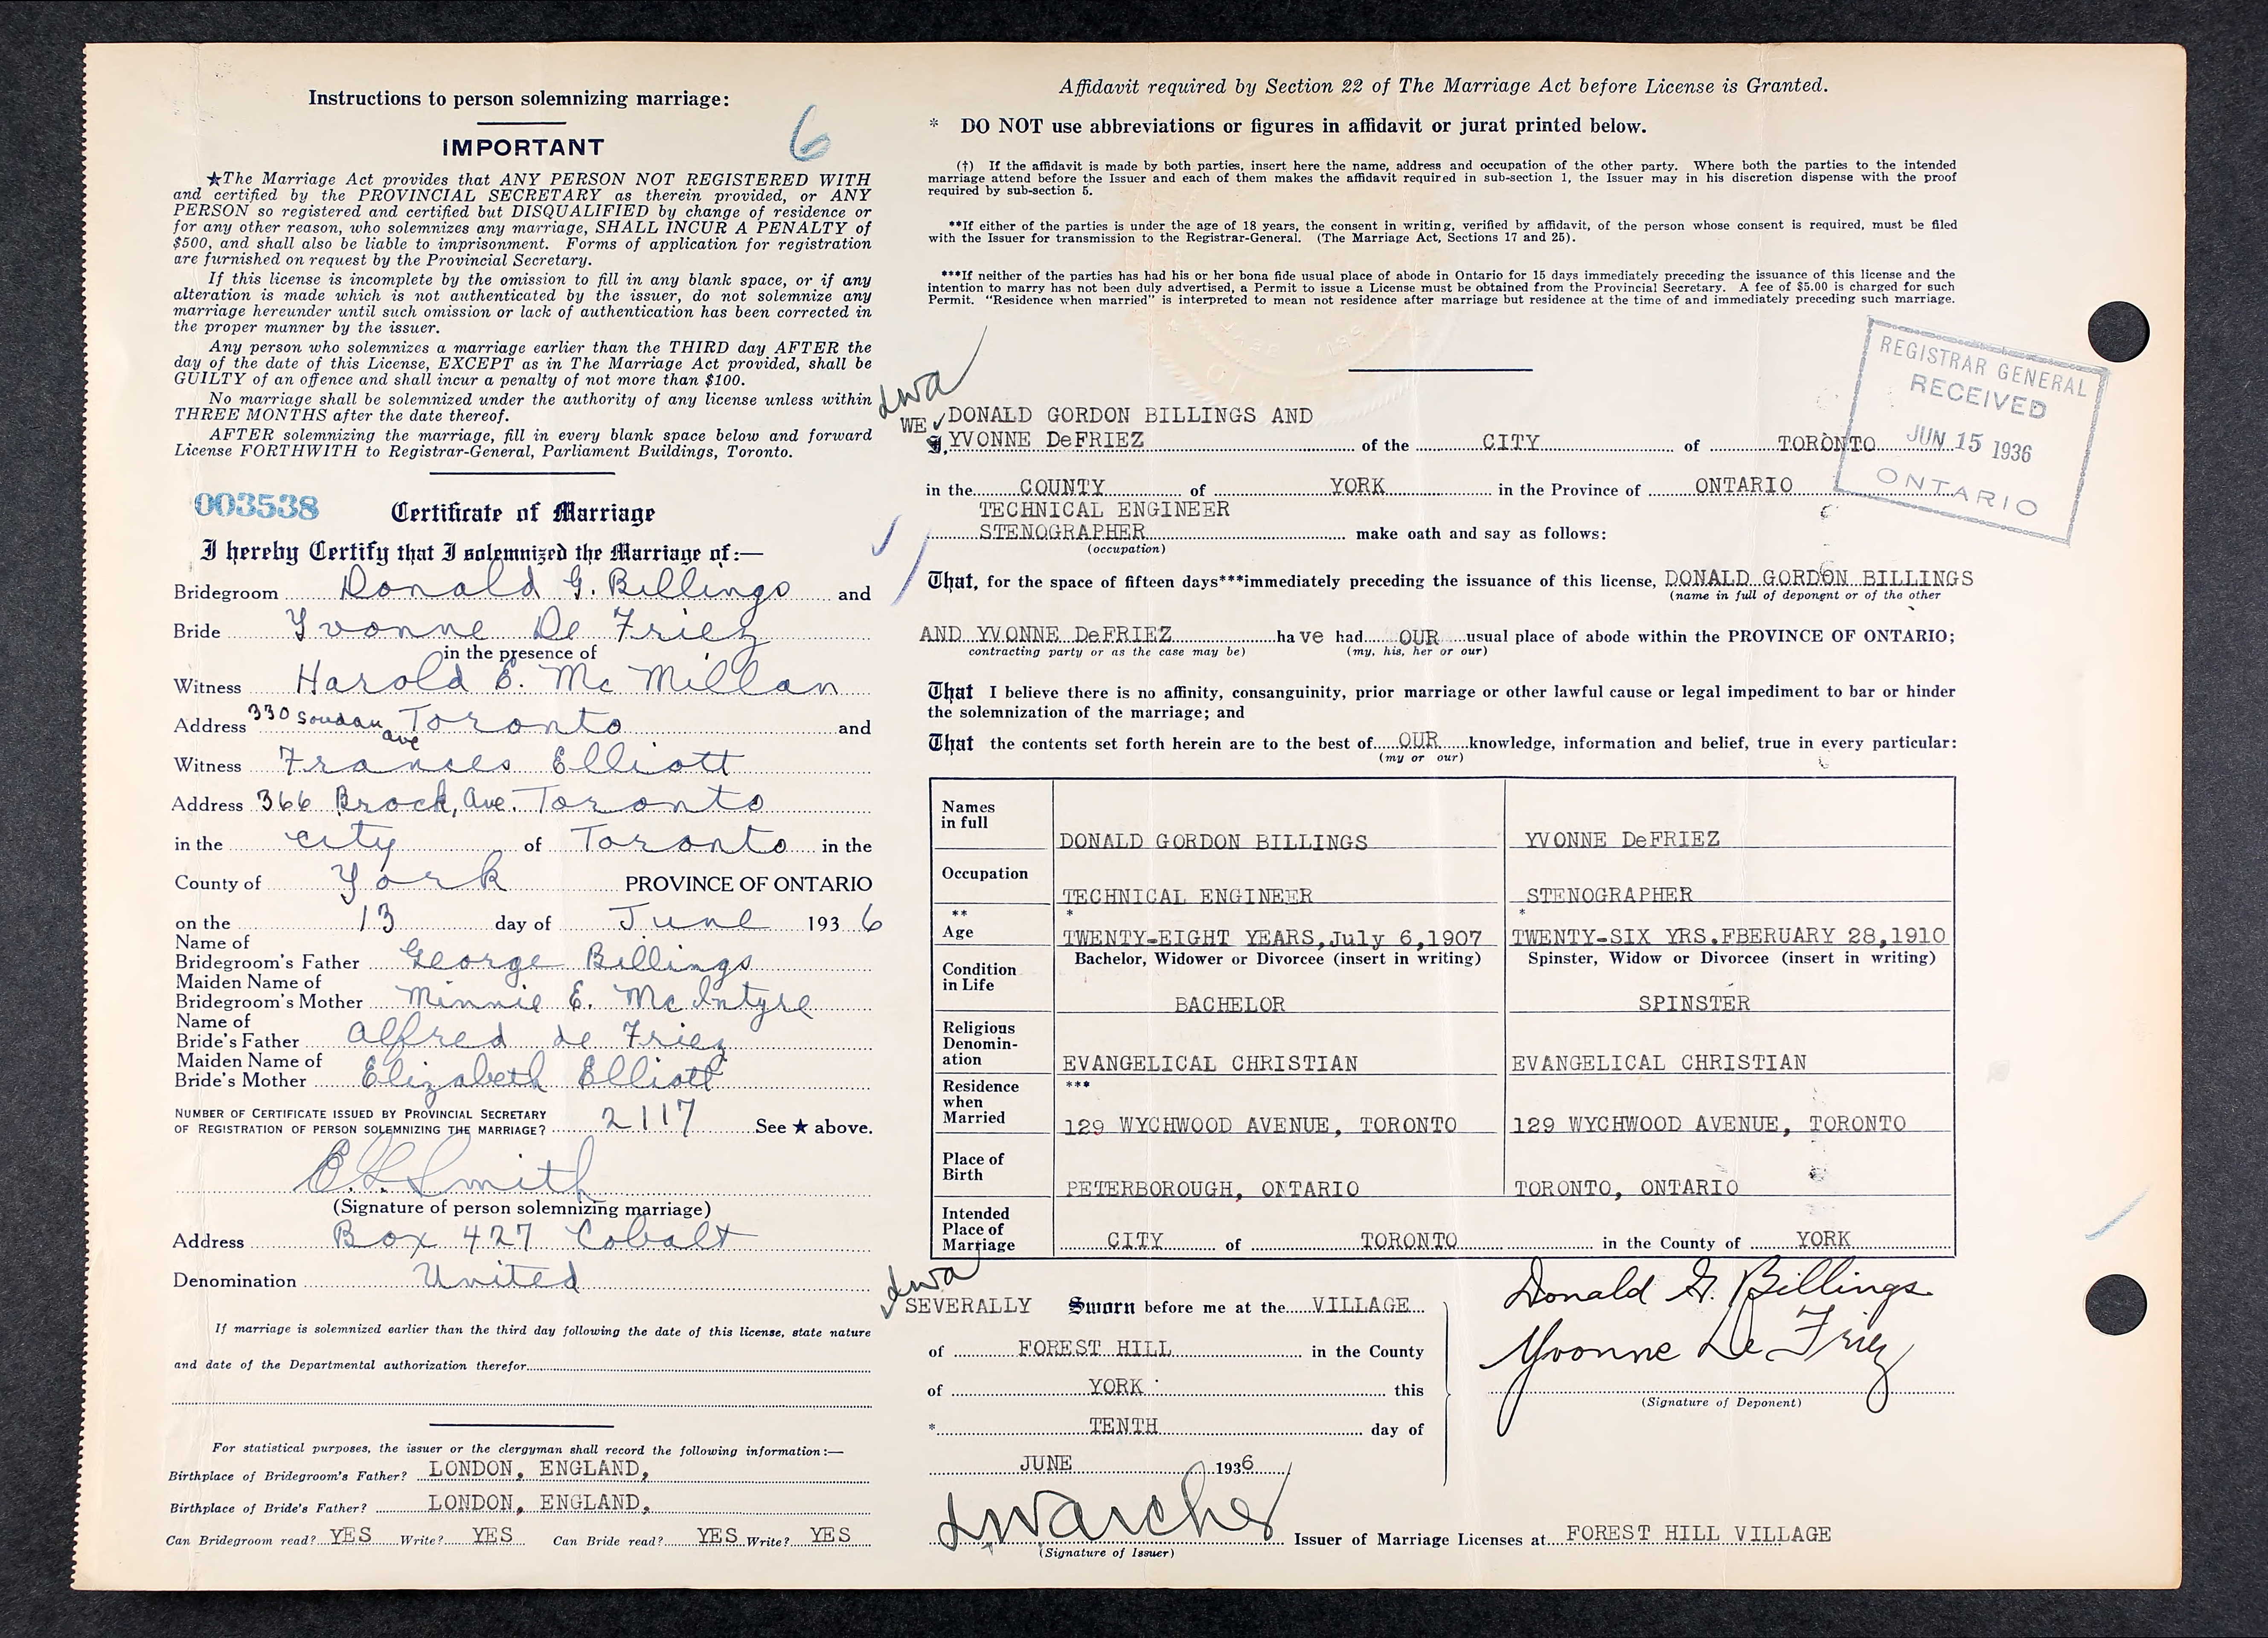 Instructions to person solemnizing marriage:
6
IMPORTANT
★The Marriage Act provides that ANY PERSON NOT REGISTERED WITH
and certified by the PROVINCIAL SECRETARY as therein provided, or ANY
PERSON so registered and certified but DISQUALIFIED by change of residence or
for any other reason, who solemnizes any marriage, SHALL INCUR A PENALTY of
$500, and shall also be liable to imprisonment. Forms of application for registration
are furnished on request by the Provincial Secretary.
If this license is incomplete by the omission to fill in any blank space, or if any
alteration is made which is not authenticated by the issuer, do not solemnize any
marriage hereunder until such omission or lack of authentication has been corrected in
the proper manner by the issuer.
Any person who solemnizes a marriage earlier than the THIRD day AFTER the
day of the date of this License, EXCEPT as in The Marriage Act provided, shall be
GUILTY of an offence and shall incur a penalty of not more than $100.
No marriage shall be solemnized under the authority of any license unless within
THREE MONTHS after the date thereof.
AFTER solemnizing the marriage, fill in every blank space below and forward
License FORTHWITH to Registrar-General, Parliament Buildings, Toronto.
003538
Certificate of Marriage
I hereby Certify that I solemnized the Marriage of:—
Bridegroom Donald G. Billings and
Bride Yvonne De Friez
in the presence of
Witness Harold E. McMillan
Address 330 Soudan Ave Toronto and
Witness Frances Elliott
Address 366 Brock, Ave. Toronto
in the city of Toronto in the
County of York PROVINCE OF ONTARIO
on the 13 day of June 1936
Name of
Bridegroom's Father George Billings
Maiden Name of
Bridegroom's Mother Minnie E. McIntyre
Name of
Bride's Father Alfred de Friez
Maiden Name of
Bride's Mother Elizabeth Elliott
NUMBER OF CERTIFICATE ISSUED BY PROVINCIAL SECRETARY
OF REGISTRATION OF PERSON SOLEMNIZING THE MARRIAGE? 2117 See ★ above.
E.G. Smith
(Signature of person solemnizing marriage)
Address Box 427 Cobalt
Denomination United
If marriage is solemnized earlier than the third day following the date of this license, state nature
and date of the Departmental authorization therefor
For statistical purposes, the issuer or the clergyman shall record the following information:—
Birthplace of Bridegroom's Father? LONDON, ENGLAND,
Birthplace of Bride's Father? LONDON, ENGLAND,
Can Bridegroom read? YES Write? YES Can Bride read? YES Write? YES
Affidavit required by Section 22 of The Marriage Act before License is Granted.
* DO NOT use abbreviations or figures in affidavit or jurat printed below.
(†) If the affidavit is made by both parties, insert here the name, address and occupation of the other party. Where both the parties to the intended
marriage attend before the Issuer and each of them makes the affidavit required in sub-section 1, the Issuer may in his discretion dispense with the proof
required by sub-section 5.
**If either of the parties is under the age of 18 years, the consent in writing, verified by affidavit, of the person whose consent is required, must be filed
with the Issuer for transmission to the Registrar-General. (The Marriage Act, Sections 17 and 25).
***If neither of the parties has had his or her bona fide usual place of abode in Ontario for 15 days immediately preceding the issuance of this license and the
intention to marry has not been duly advertised, a Permit to issue a License must be obtained from the Provincial Secretary. A fee of $5.00 is charged for such
Permit. "Residence when married" is interpreted to mean not residence after marriage but residence at the time of and immediately preceding such marriage.
REGISTRAR GENERAL
RECEIVED
JUN 15 1936
ONTARIO
dwa
WE DONALD GORDON BILLINGS AND
I, YVONNE DeFRIEZ of the CITY of TORONTO
in the COUNTY of YORK in the Province of ONTARIO
TECHNICAL ENGINEER
STENOGRAPHER make oath and say as follows:
(occupation)
That, for the space of fifteen days***immediately preceding the issuance of this license, DONALD GORDON BILLINGS
(name in full of deponent or of the other
AND YVONNE DeFRIEZ ha ve had OUR usual place of abode within the PROVINCE OF ONTARIO;
contracting party or as the case may be) (my, his, her or our)
That I believe there is no affinity, consanguinity, prior marriage or other lawful cause or legal impediment to bar or hinder
the solemnization of the marriage; and
That the contents set forth herein are to the best of OUR knowledge, information and belief, true in every particular:
(my or our)
Names
in full
DONALD GORDON BILLINGS YVONNE DeFRIEZ
Occupation
TECHNICAL ENGINEER STENOGRAPHER
** * *
Age TWENTY-EIGHT YEARS,July 6,1907 TWENTY-SIX YRS.FBERUARY 28,1910
Condition
in Life
Bachelor, Widower or Divorcee (insert in writing) Spinster, Widow or Divorcee (insert in writing)
BACHELOR SPINSTER
Religious
Denomin-
ation EVANGELICAL CHRISTIAN EVANGELICAL CHRISTIAN
Residence ***
when
Married 129 WYCHWOOD AVENUE, TORONTO 129 WYCHWOOD AVENUE, TORONTO
Place of
Birth
PETERBOROUGH, ONTARIO TORONTO, ONTARIO
Intended
Place of
Marriage CITY of TORONTO in the County of YORK
dwa
SEVERALLY Sworn before me at the VILLAGE
of FOREST HILL in the County
of YORK this
* TENTH day of
JUNE 1936
Donald G. Billings
Yvonne De Friez
(Signature of Deponent)
dwarcher
(Signature of Issuer)
Issuer of Marriage Licenses at FOREST HILL VILLAGE